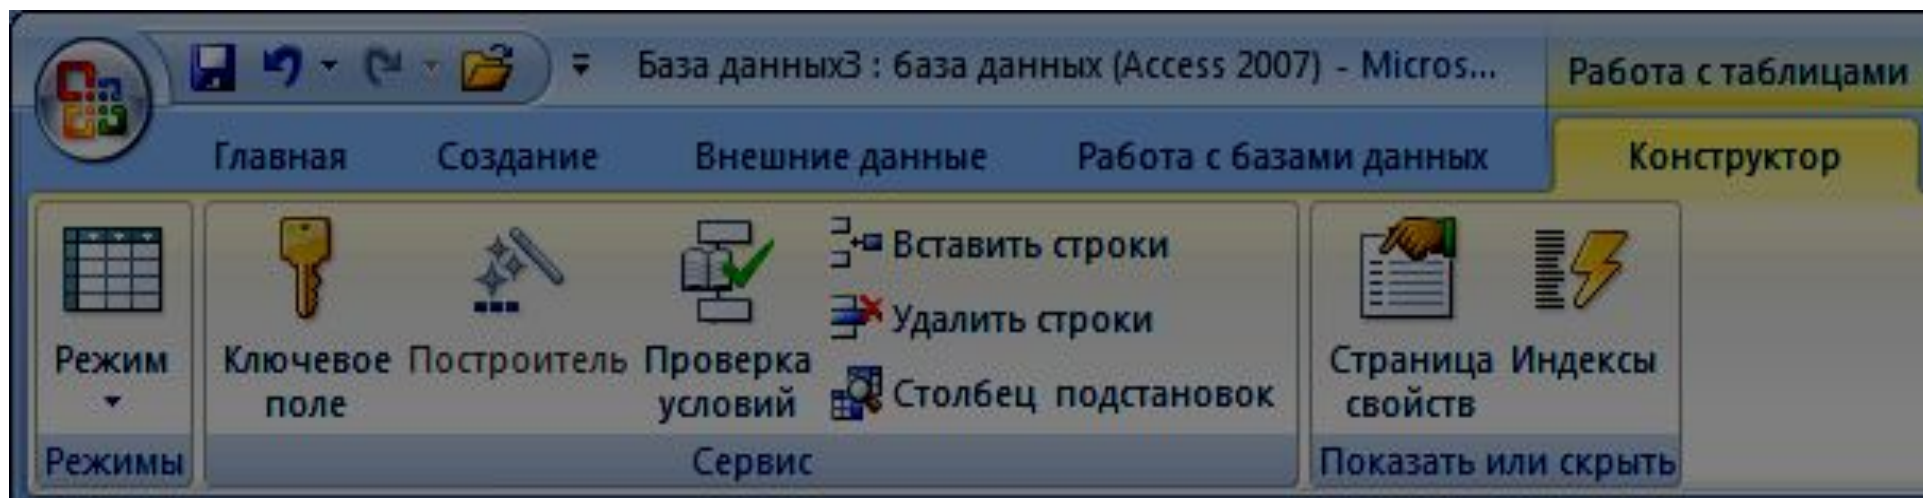 База данных3 : база данных (Access 2007) - Micros...
Работа с таблицами
Главная
Создание
Внешние данные
Работа с базами данных
Конструктор
Режим
Ключевое
поле
Построитель
Проверка
условий
Вставить строки
Удалить строки
Столбец подстановок
Страница
свойств
Индексы
Режимы
Сервис
Показать или скрыть